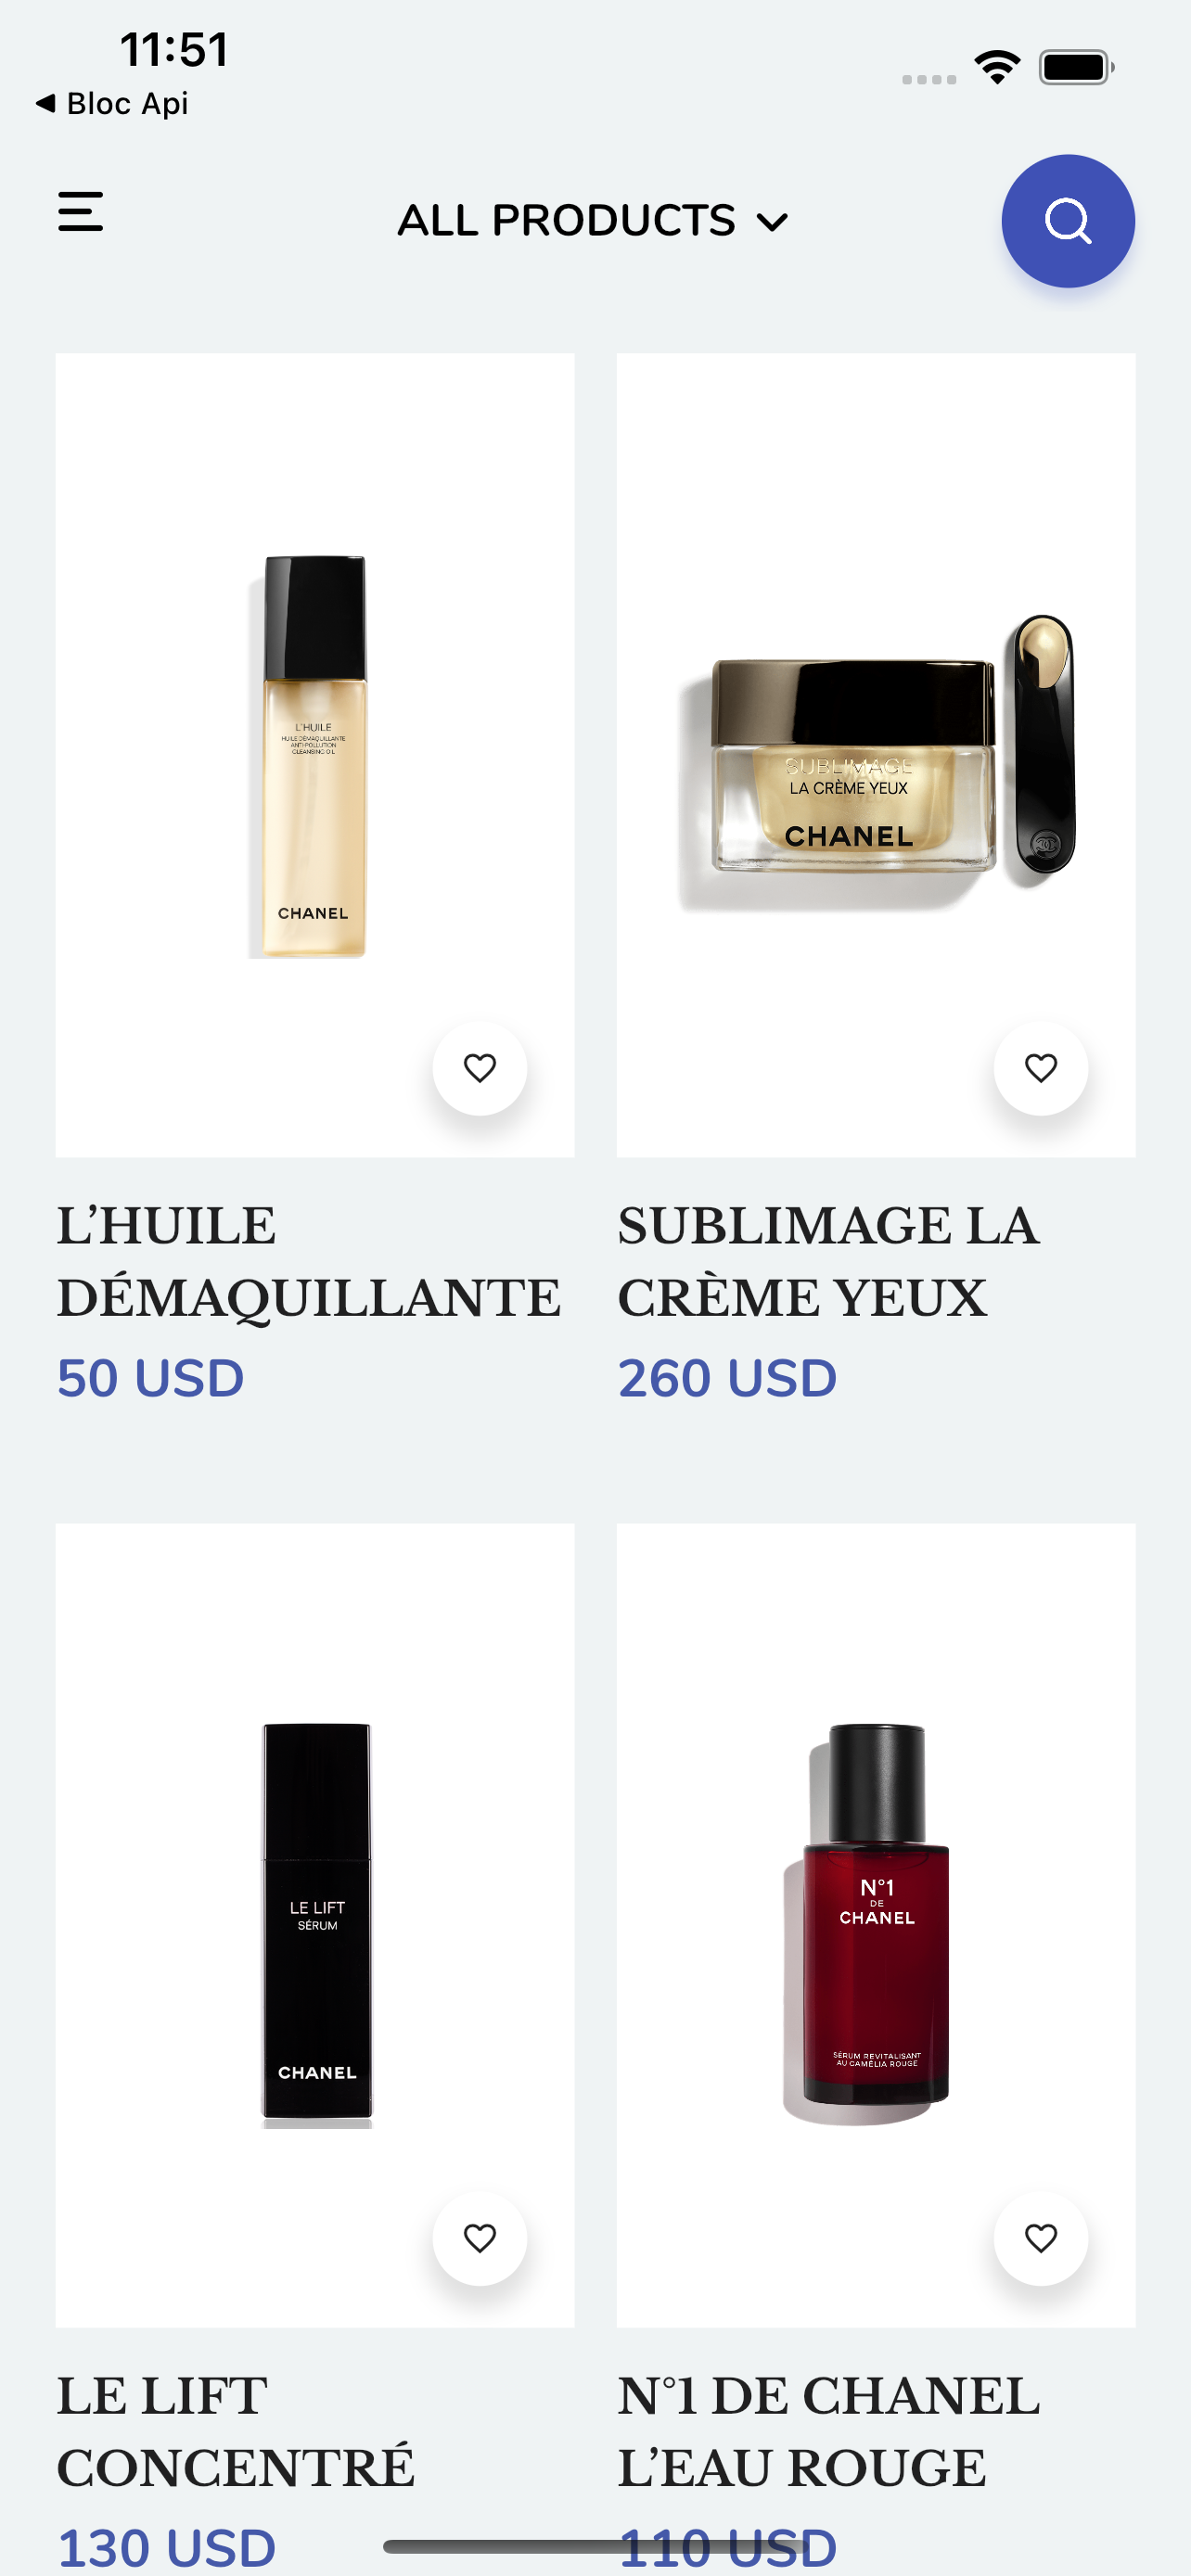 11:51
Bloc Api
ALL PRODUCTS
L'HUILE
HUILE DÉMAQUILLANTE
ANTI-POLLUTION
CLEANSING OIL
CHANEL
SUBLIMAGE
LA CRÈME YEUX
CHANEL
L’HUILE
DÉMAQUILLANTE
50 USD
SUBLIMAGE LA
CRÈME YEUX
260 USD
LE LIFT
SÉRUM
CHANEL
N°1
DE
CHANEL
SÉRUM REVITALISANT
AU CAMÉLIA ROUGE
LE LIFT
CONCENTRÉ
130 USD
N°1 DE CHANEL
L’EAU ROUGE
110 USD